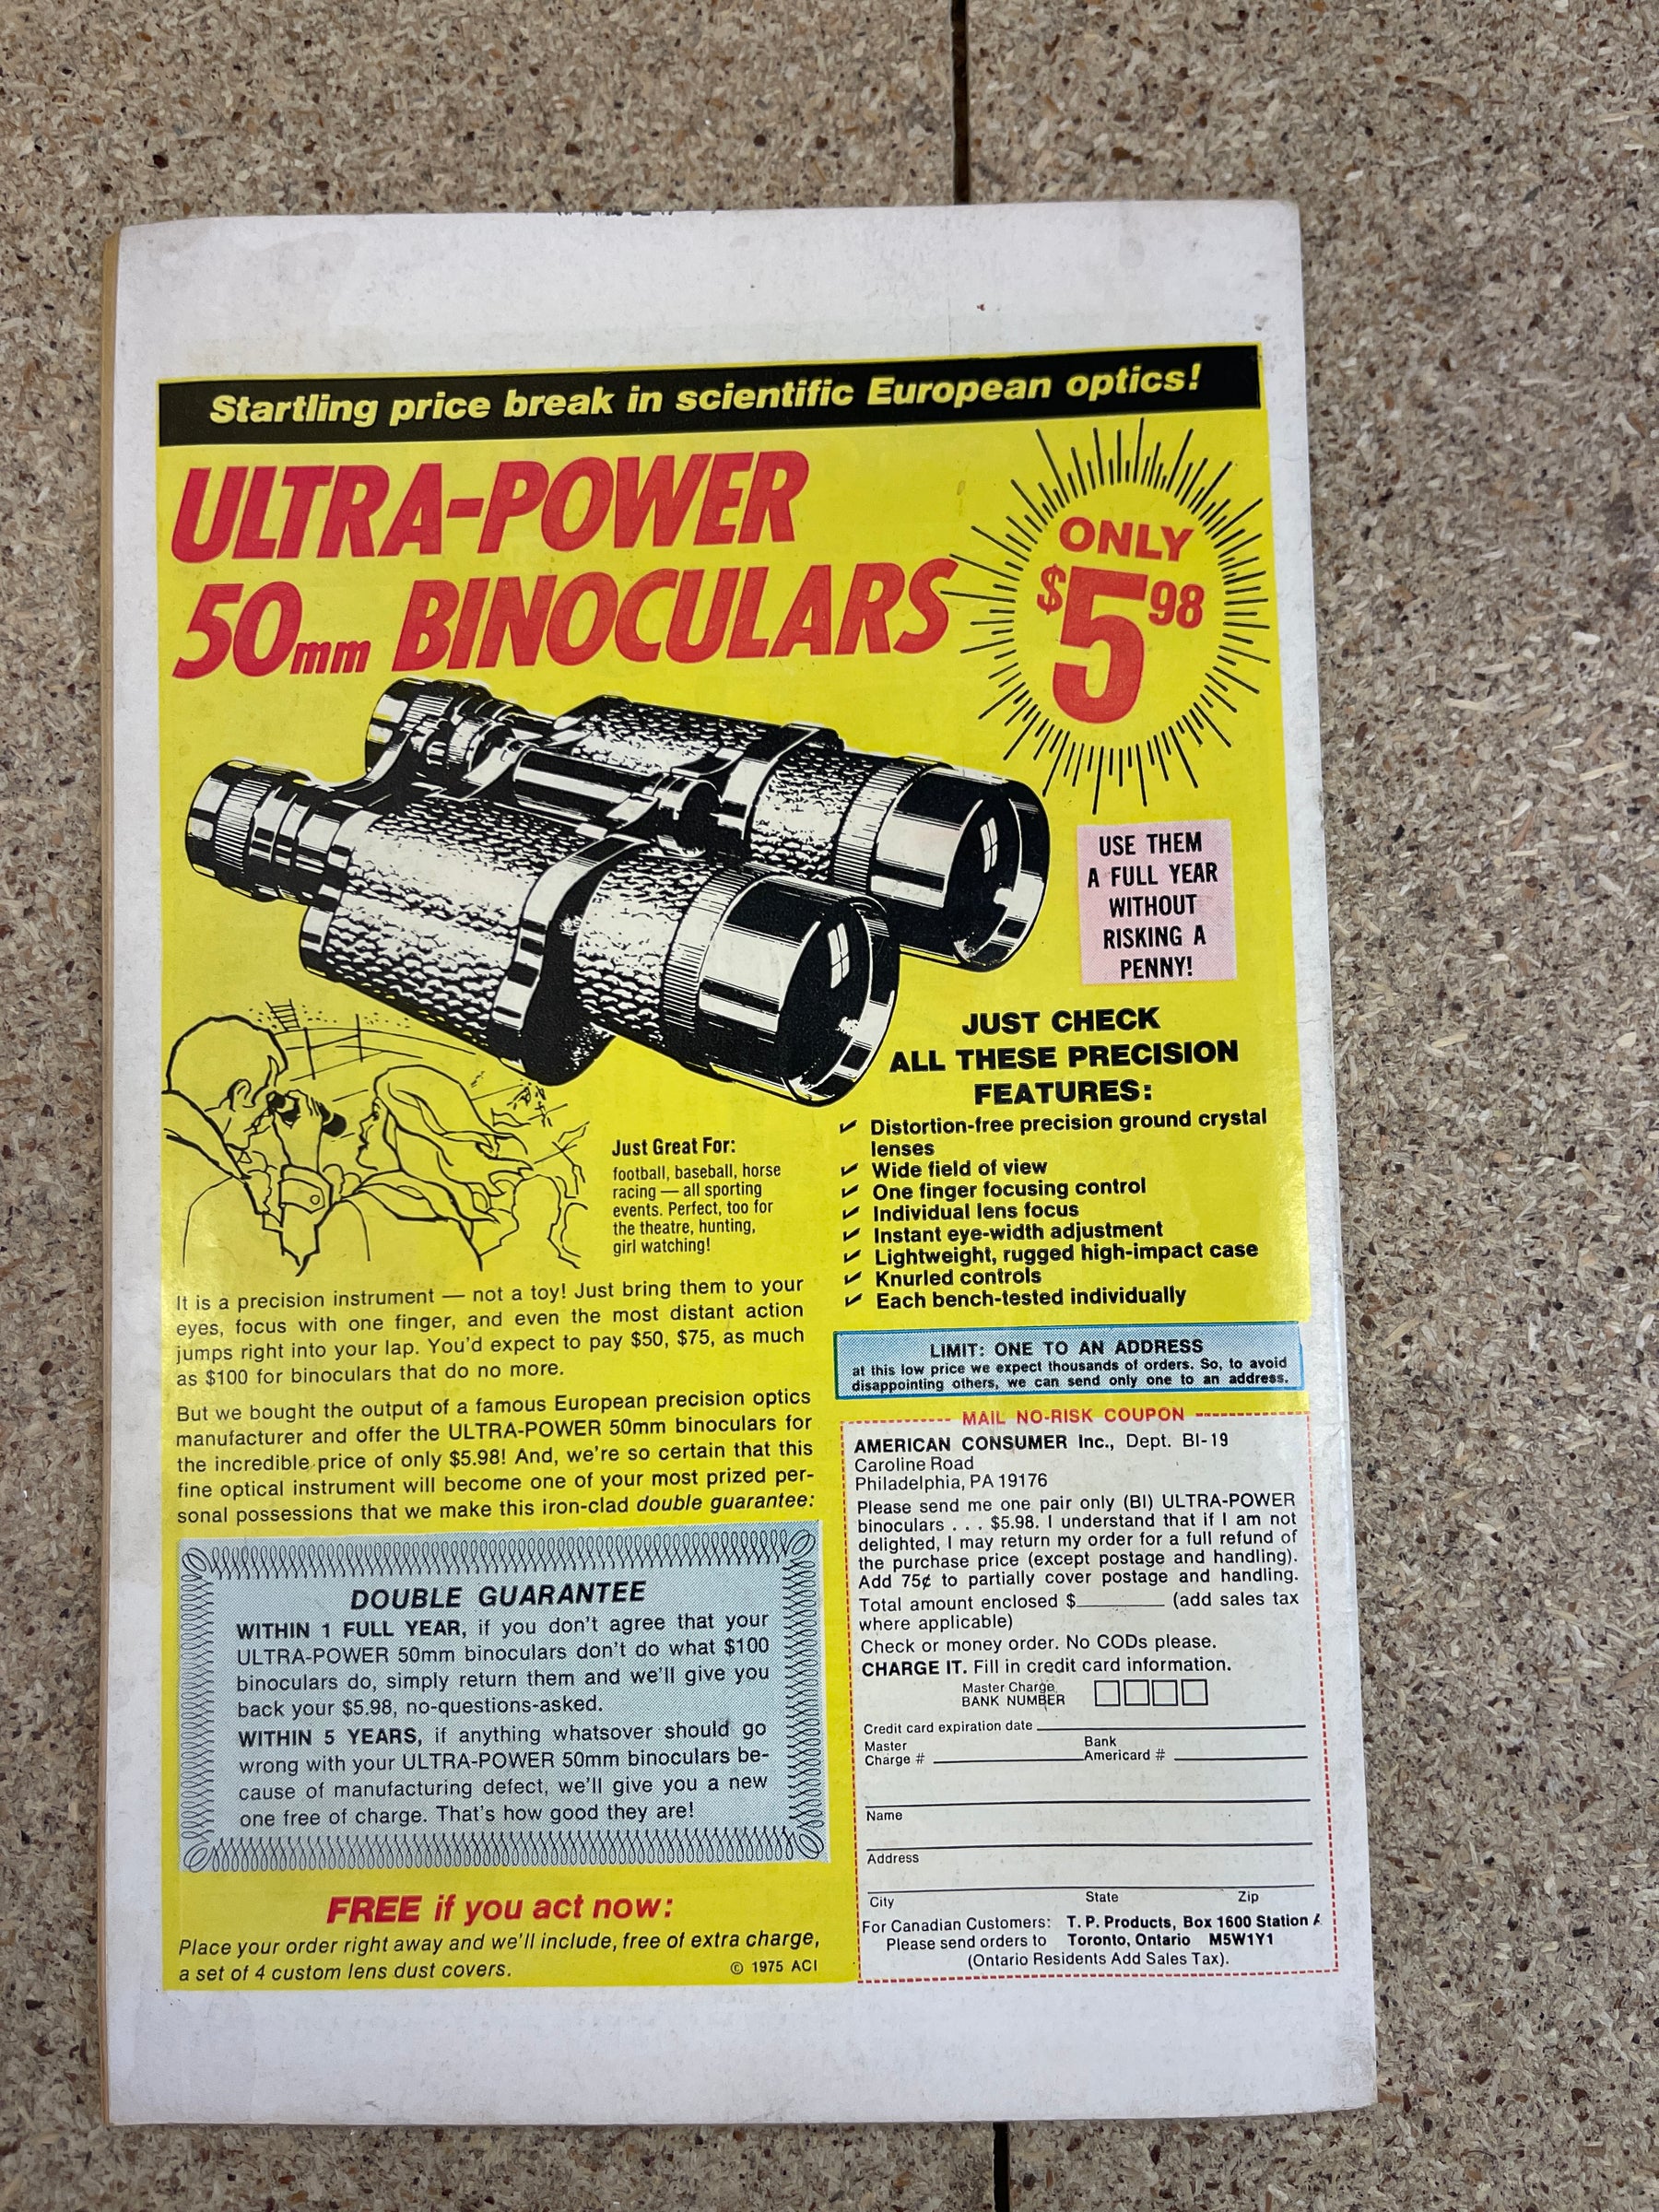 Startling price break in scientific European optics!
ULTRA-POWER
50mm BINOCULARS
ONLY
$5 98
USE THEM
A FULL YEAR
WITHOUT
RISKING A
PENNY!
JUST CHECK
ALL THESE PRECISION
FEATURES:
✓ Distortion-free precision ground crystal
lenses
✓ Wide field of view
✓ One finger focusing control
✓ Individual lens focus
✓ Instant eye-width adjustment
✓ Lightweight, rugged high-impact case
✓ Knurled controls
✓ Each bench-tested individually
Just Great For:
football, baseball, horse
racing — all sporting
events. Perfect, too for
the theatre, hunting,
girl watching!
It is a precision instrument — not a toy! Just bring them to your
eyes, focus with one finger, and even the most distant action
jumps right into your lap. You'd expect to pay $50, $75, as much
as $100 for binoculars that do no more.
But we bought the output of a famous European precision optics
manufacturer and offer the ULTRA-POWER 50mm binoculars for
the incredible price of only $5.98! And, we're so certain that this
fine optical instrument will become one of your most prized per-
sonal possessions that we make this iron-clad double guarantee:
DOUBLE GUARANTEE
WITHIN 1 FULL YEAR, if you don't agree that your
ULTRA-POWER 50mm binoculars don't do what $100
binoculars do, simply return them and we'll give you
back your $5.98, no-questions-asked.
WITHIN 5 YEARS, if anything whatsover should go
wrong with your ULTRA-POWER 50mm binoculars be-
cause of manufacturing defect, we'll give you a new
one free of charge. That's how good they are!
FREE if you act now:
Place your order right away and we'll include, free of extra charge,
a set of 4 custom lens dust covers.
© 1975 ACI
LIMIT: ONE TO AN ADDRESS
at this low price we expect thousands of orders. So, to avoid
disappointing others, we can send only one to an address.
MAIL NO-RISK COUPON
AMERICAN CONSUMER Inc., Dept. BI-19
Caroline Road
Philadelphia, PA 19176
Please send me one pair only (BI) ULTRA-POWER
binoculars . . . $5.98. I understand that if I am not
delighted, I may return my order for a full refund of
the purchase price (except postage and handling).
Add 75¢ to partially cover postage and handling.
Total amount enclosed $________ (add sales tax
where applicable)
Check or money order. No CODs please.
CHARGE IT. Fill in credit card information.
Master Charge
BANK NUMBER
Credit card expiration date
Master Bank
Charge # Americard #
Name
Address
City State Zip
For Canadian Customers: T. P. Products, Box 1600 Station
Please send orders to Toronto, Ontario M5W1Y1
(Ontario Residents Add Sales Tax).